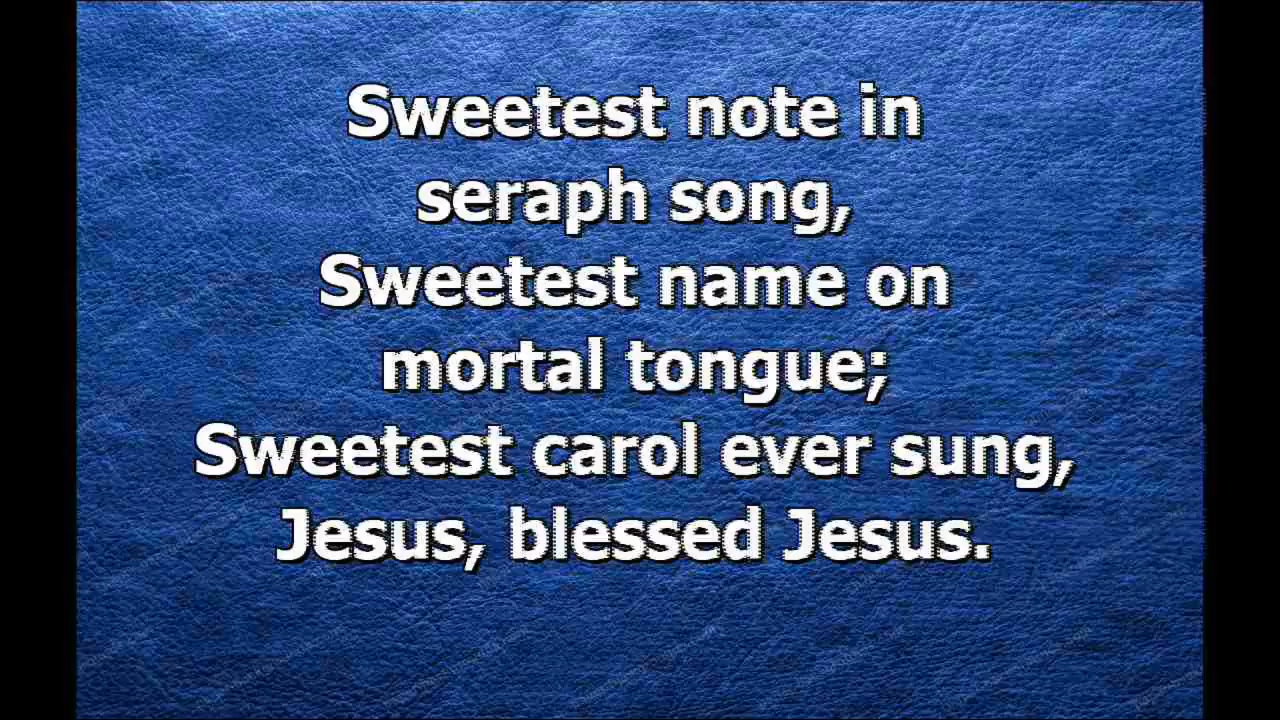 Sweetest note in
seraph song,
Sweetest name on
mortal tongue;
Sweetest carol ever sung,
Jesus, blessed Jesus.